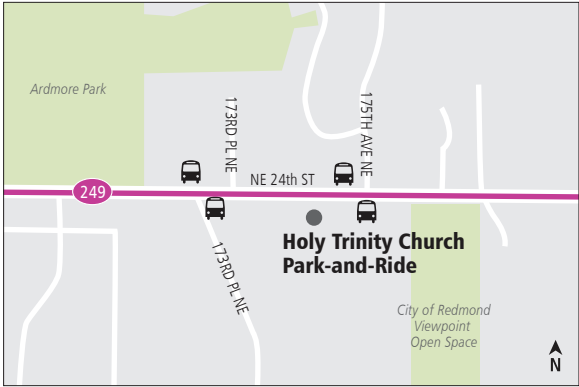 Ardmore Park
173RD PL NE
175TH AVE NE
NE 24th ST
249
Holy Trinity Church
Park-and-Ride
173RD PL NE
City of Redmond
Viewpoint
Open Space
N